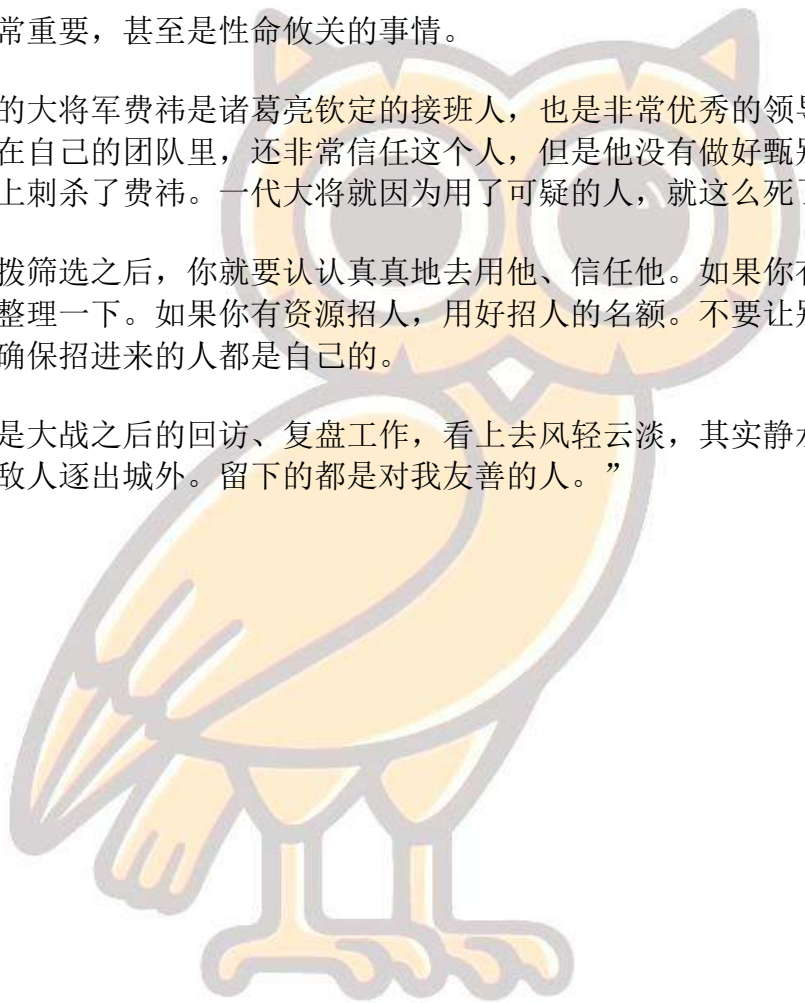 常重要，甚至是性命攸关的事情。
的大将军费祎是诸葛亮钦定的接班人，也是非常优秀的领导
在自己的团队里，还非常信任这个人，但是他没有做好甄别
上刺杀了费祎。一代大将就因为用了可疑的人，就这么死了
拨筛选之后，你就要认认真真地去用他、信任他。如果你有
整理一下。如果你有资源招人，用好招人的名额。不要让别
确保招进来的人都是自己的。
是大战之后的回访、复盘工作，看上去风轻云淡，其实静水
敌人逐出城外。留下的都是对我友善的人。”